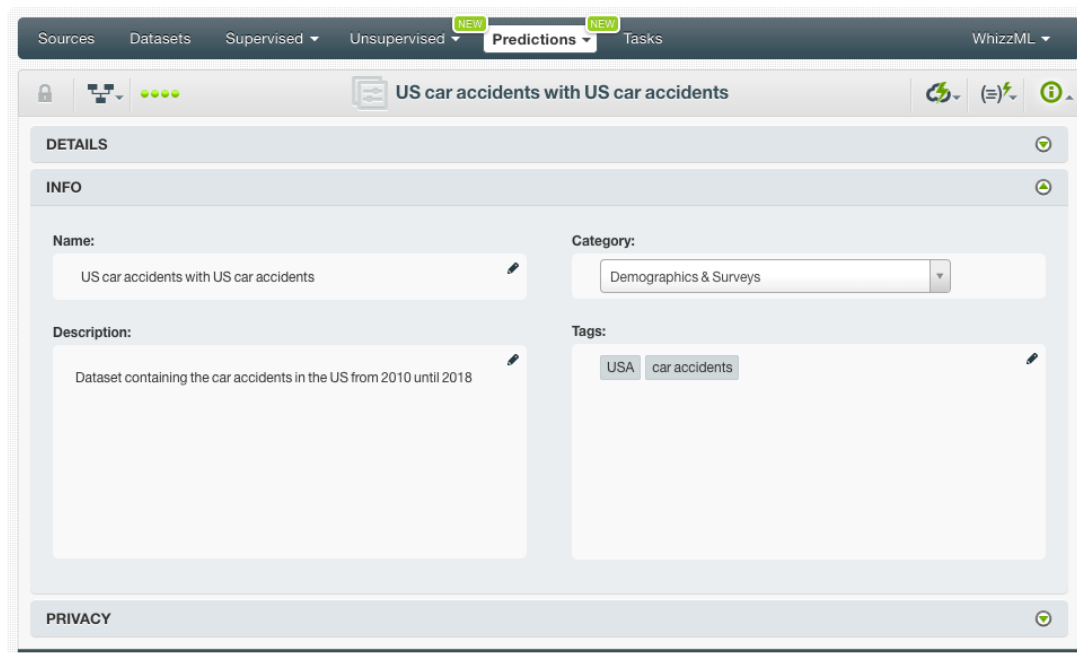 NEW NEW
Sources Datasets Supervised Unsupervised Predictions Tasks WhizzML
US car accidents with US car accidents
DETAILS
INFO
Name: Category:
US car accidents with US car accidents Demographics & Surveys
Description: Tags:
Dataset containing the car accidents in the US from 2010 until 2018 USA car accidents
PRIVACY